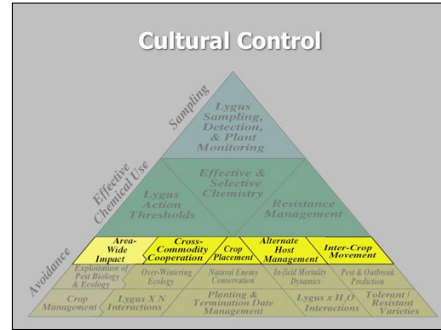 Cultural Control
Sampling
Lygus
Sampling,
Detection,
& Plant
Monitoring
Effective
Chemical Use
Lygus
Action
Thresholds
Effective &
Selective
Chemistry
Resistance
Management
Avoidance
Area-
Wide
Impact
Cross-
Commodity
Cooperation
Crop
Placement
Alternate
Host
Management
Inter-Crop
Movement
Exploitation of
Pest Biology
& Ecology
Over-Wintering
Ecology
Natural Enemy
Conservation
In-field Mortality
Dynamics
Pest & Outbreak
Prediction
Crop
Management
Lygus X N
Interactions
Planting &
Termination Date
Management
Lygus x H2O
Interactions
Tolerant /
Resistant
Varieties